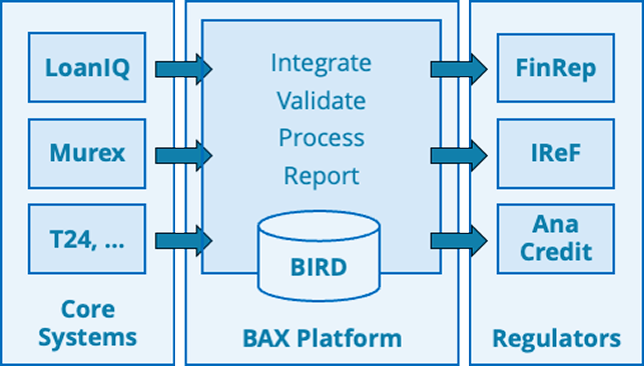 LoanIQ
Murex
T24, ...
Core
Systems
Integrate
Validate
Process
Report
BIRD
BAX Platform
FinRep
IReF
Ana
Credit
Regulators